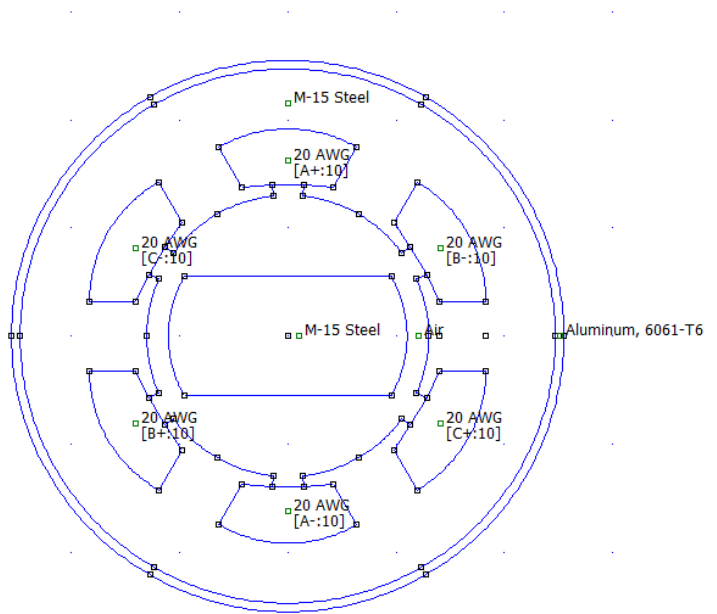 M-15 Steel
20 AWG
[A+:10]
20 AWG
[C-:10]
20 AWG
[B-:10]
M-15 Steel
Air
Aluminum, 6061-T6
20 AWG
[B+:10]
20 AWG
[C+:10]
20 AWG
[A-:10]